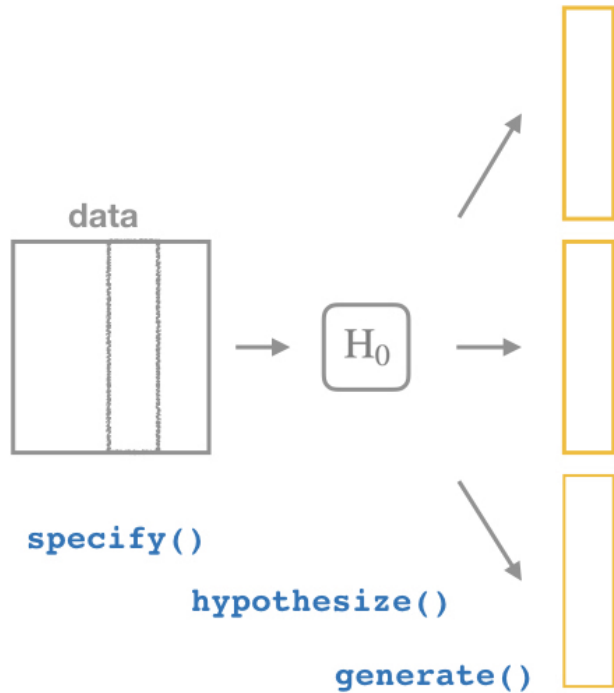 data
H₀
specify()
hypothesize()
generate()